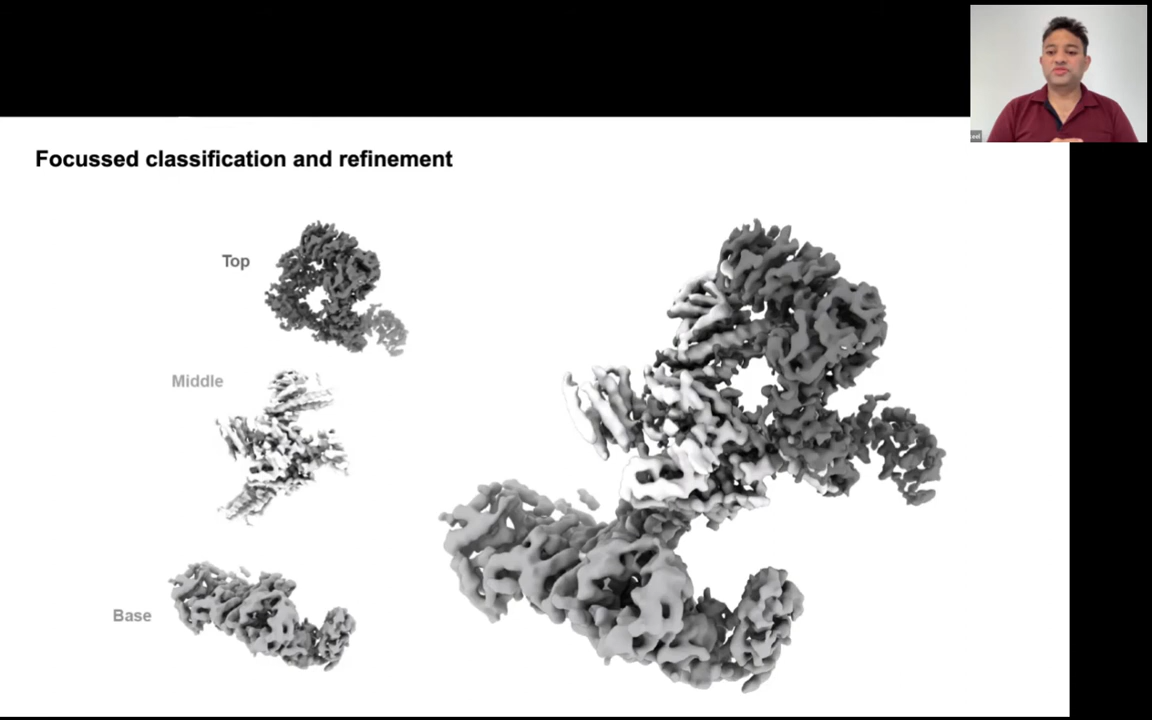 Focussed classification and refinement
Top
Middle
Base